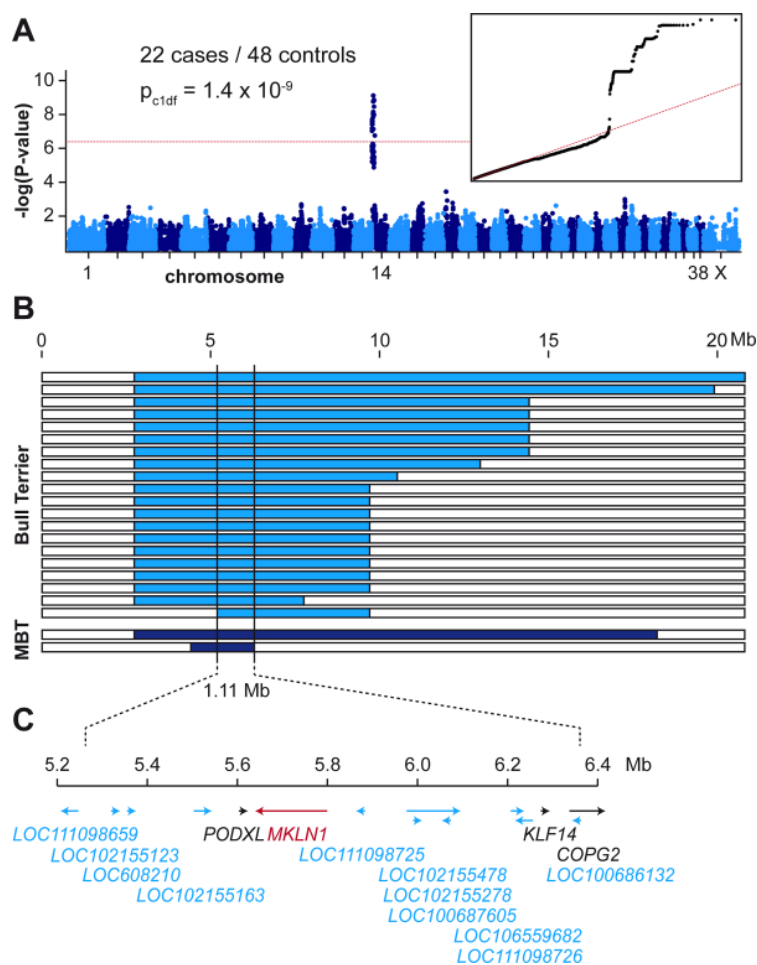 A
22 cases / 48 controls
p_c1df = 1.4 x 10^-9
-log(P-value)
10
8
6
4
2
1 chromosome 14 38 X
B
0 5 10 15 20 Mb
Bull Terrier
MBT
1.11 Mb
C
5.2 5.4 5.6 5.8 6.0 6.2 6.4 Mb
LOC111098659 PODXL MKLN1 KLF14
LOC102155123 LOC111098725 COPG2
LOC608210 LOC102155478 LOC100686132
LOC102155163 LOC102155278
LOC100687605
LOC106559682
LOC111098726